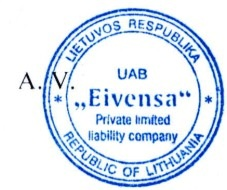 LIETUVOS RESPUBLIKA
A. V.
UAB
„Eivensa“
Private limited
liability company
REPUBLIC OF LITHUANIA